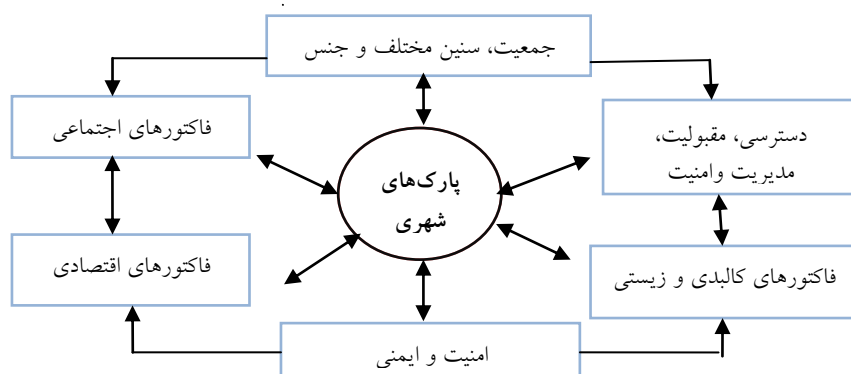 جمعیت، سنین مختلف و جنس
دسترسی، مقبولیت،
مدیریت وامنیت
فاکتورهای اجتماعی
پارک‌های
شهری
فاکتورهای کالبدی و زیستی
فاکتورهای اقتصادی
امنیت و ایمنی